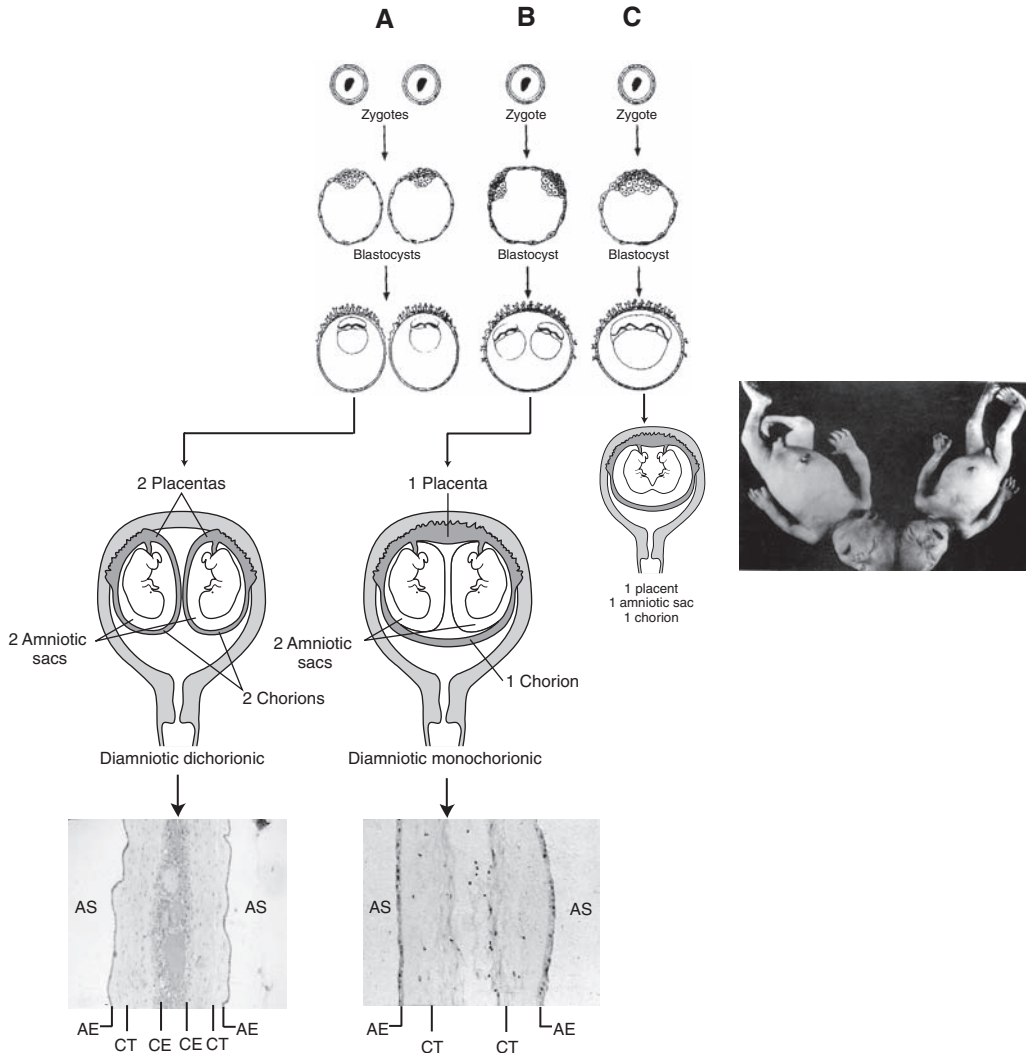 A B C
Zygotes Zygote Zygote
Blastocysts Blastocyst Blastocyst
2 Placentas 1 Placenta
1 placent
1 amniotic sac
1 chorion
2 Amniotic
sacs
2 Amniotic
sacs
1 Chorion
2 Chorions
Diamniotic dichorionic Diamniotic monochorionic
AS AS AS AS
AE CT CE CE CT AE
AE CT CT AE